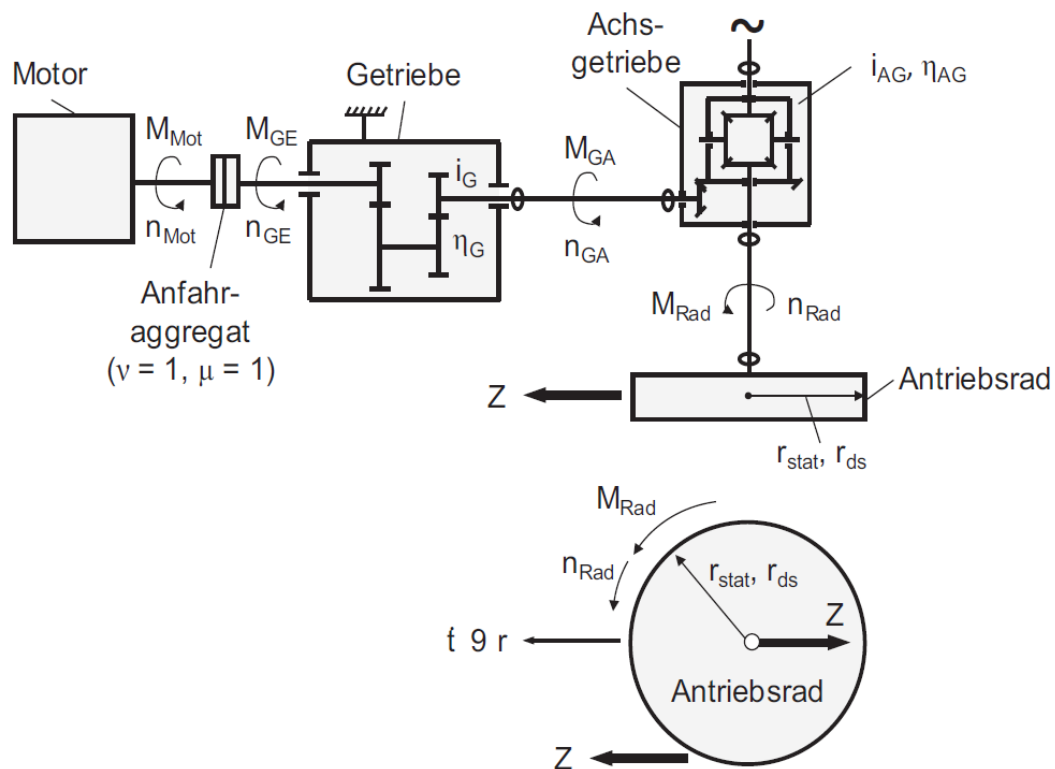 Achs-
getriebe
i_AG, η_AG
Motor
Getriebe
M_Mot
M_GE
M_GA
i_G
η_G
n_Mot
n_GE
n_GA
Anfahr-
aggregat
(ν = 1, μ = 1)
M_Rad
n_Rad
Z
Antriebsrad
r_stat, r_ds
M_Rad
n_Rad
r_stat, r_ds
Z
Antriebsrad
Z